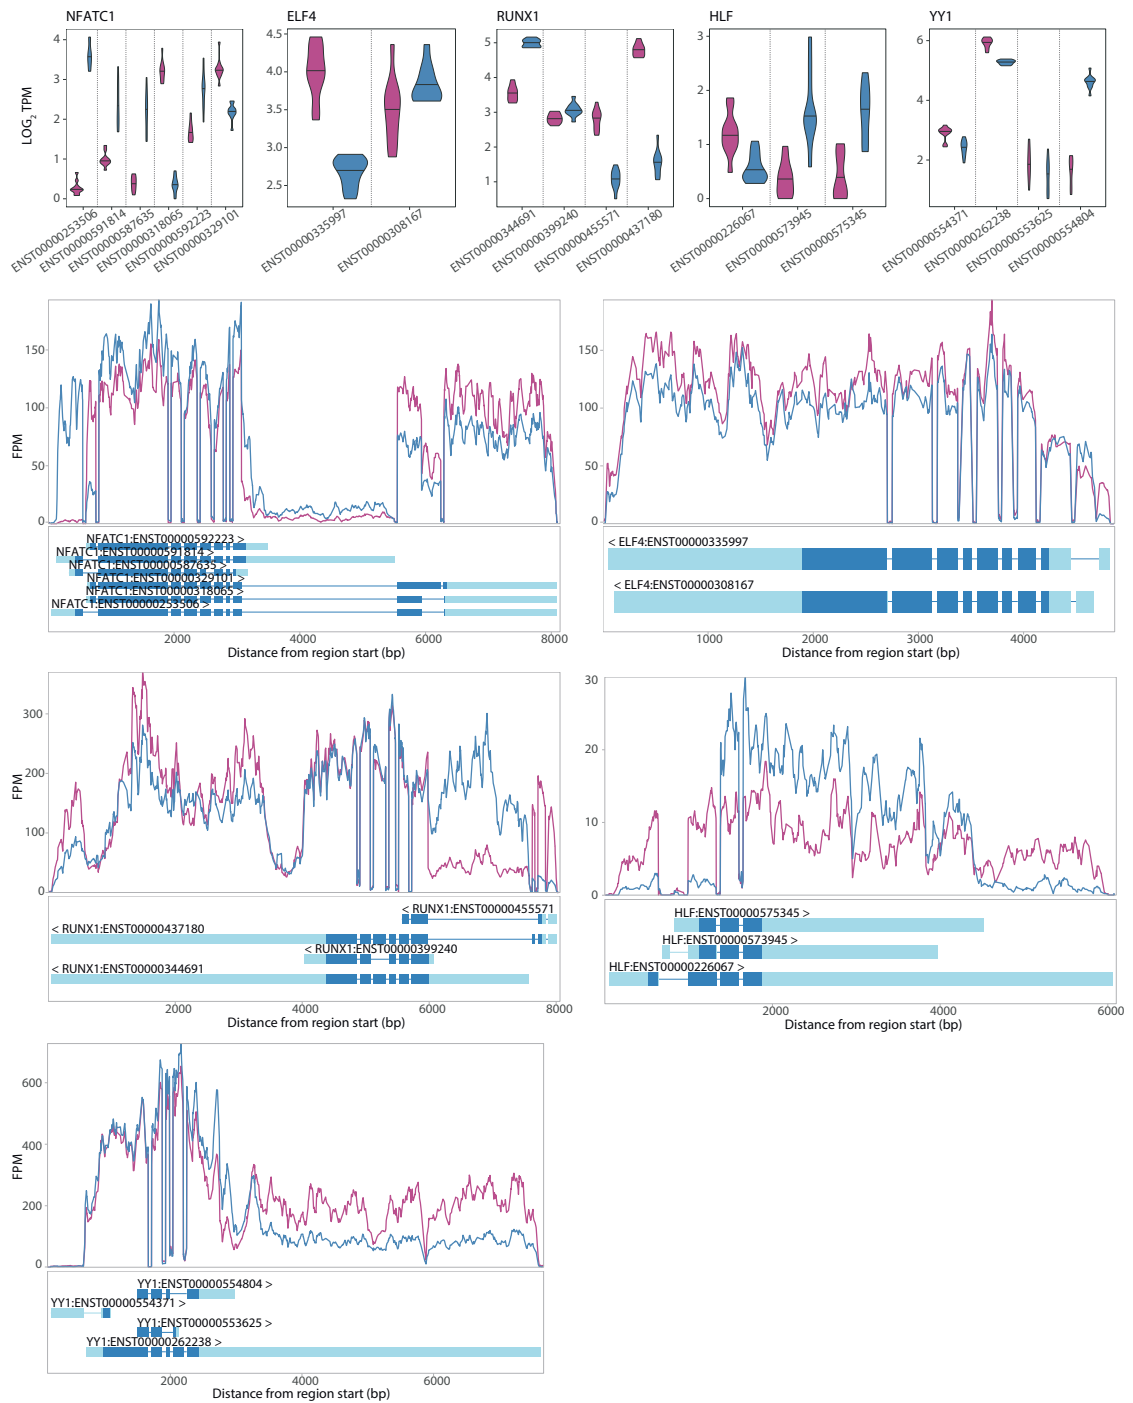 NFATC1 ELF4 RUNX1 HLF YY1
LOG2 TPM
4
3
2
1
0
4.5
4.0
3.5
3.0
2.5
5
4
3
2
1
3
2
1
0
6
4
2
ENST00000253506
ENST00000591814
ENST00000587635
ENST00000318065
ENST00000592223
ENST00000329101
ENST00000335997
ENST00000308167
ENST00000344691
ENST00000399240
ENST00000455571
ENST00000437180
ENST00000226067
ENST00000573945
ENST00000575345
ENST00000554371
ENST00000262238
ENST00000553625
ENST00000554804
FPM
150
100
50
0
NFATC1:ENST00000592223 >
NFATC1:ENST00000591814 >
NFATC1:ENST00000587635 >
NFATC1:ENST00000329101 >
NFATC1:ENST00000318065 >
NFATC1:ENST00000253506 >
2000 4000 6000 8000
Distance from region start (bp)
150
100
50
0
< ELF4:ENST00000335997
< ELF4:ENST00000308167
1000 2000 3000 4000
Distance from region start (bp)
FPM
300
200
100
0
< RUNX1:ENST00000455571
< RUNX1:ENST00000437180
< RUNX1:ENST00000399240
< RUNX1:ENST00000344691
2000 4000 6000 8000
Distance from region start (bp)
30
20
10
0
HLF:ENST00000575345 >
HLF:ENST00000573945 >
HLF:ENST00000226067 >
2000 4000 6000
Distance from region start (bp)
FPM
600
400
200
0
YY1:ENST00000554804 >
YY1:ENST00000554371 >
YY1:ENST00000553625 >
YY1:ENST00000262238 >
2000 4000 6000
Distance from region start (bp)